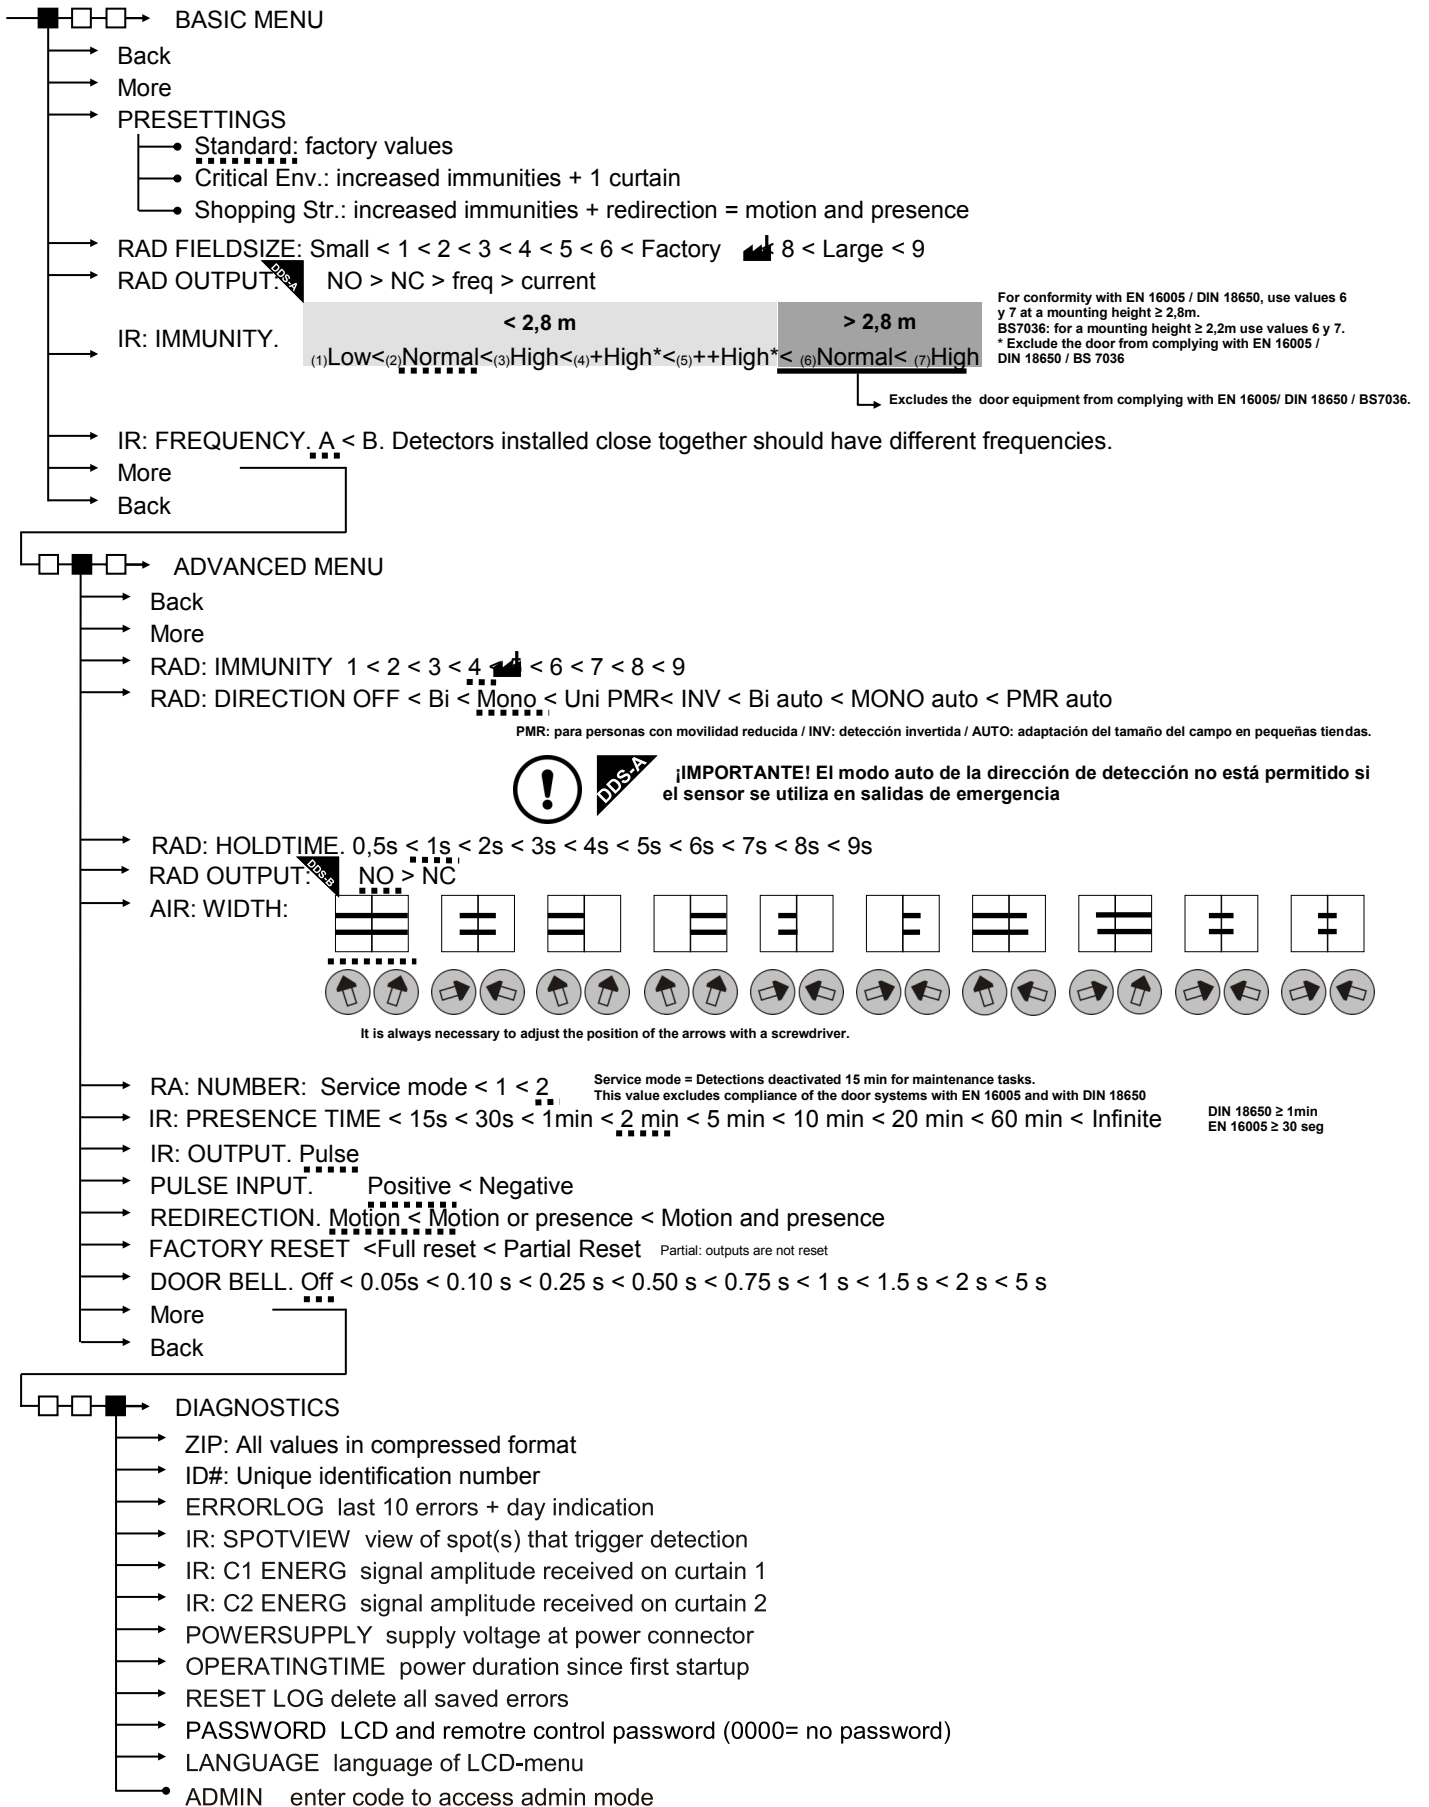 BASIC MENU
Back
More
PRESETTINGS
Standard: factory values
Critical Env.: increased immunities + 1 curtain
Shopping Str.: increased immunities + redirection = motion and presence
RAD FIELDSIZE: Small < 1 < 2 < 3 < 4 < 5 < 6 < Factory < 8 < Large < 9
RAD OUTPUT: DDS-A NO > NC > freq > current
IR: IMMUNITY.
< 2,8 m
> 2,8 m
(1)Low<(2)Normal<(3)High<(4)+High*<(5)++High*< (6)Normal< (7)High
For conformity with EN 16005 / DIN 18650, use values 6
y 7 at a mounting height ≥ 2,8m.
BS7036: for a mounting height ≥ 2,2m use values 6 y 7.
* Exclude the door from complying with EN 16005 /
DIN 18650 / BS 7036
Excludes the door equipment from complying with EN 16005/ DIN 18650 / BS7036.
IR: FREQUENCY. A < B. Detectors installed close together should have different frequencies.
More
Back
ADVANCED MENU
Back
More
RAD: IMMUNITY 1 < 2 < 3 < 4 < 5 < 6 < 7 < 8 < 9
RAD: DIRECTION OFF < Bi < Mono < Uni PMR< INV < Bi auto < MONO auto < PMR auto
PMR: para personas con movilidad reducida / INV: detección invertida / AUTO: adaptación del tamaño del campo en pequeñas tiendas.
DDS-A
¡IMPORTANTE! El modo auto de la dirección de detección no está permitido si
el sensor se utiliza en salidas de emergencia
RAD: HOLDTIME. 0,5s < 1s < 2s < 3s < 4s < 5s < 6s < 7s < 8s < 9s
RAD OUTPUT: DDS-B NO > NC
AIR: WIDTH:
It is always necessary to adjust the position of the arrows with a screwdriver.
RA: NUMBER: Service mode < 1 < 2
Service mode = Detections deactivated 15 min for maintenance tasks.
This value excludes compliance of the door systems with EN 16005 and with DIN 18650
IR: PRESENCE TIME < 15s < 30s < 1min < 2 min < 5 min < 10 min < 20 min < 60 min < Infinite
DIN 18650 ≥ 1min
EN 16005 ≥ 30 seg
IR: OUTPUT. Pulse
PULSE INPUT. Positive < Negative
REDIRECTION. Motion < Motion or presence < Motion and presence
FACTORY RESET <Full reset < Partial Reset Partial: outputs are not reset
DOOR BELL. Off < 0.05s < 0.10 s < 0.25 s < 0.50 s < 0.75 s < 1 s < 1.5 s < 2 s < 5 s
More
Back
DIAGNOSTICS
ZIP: All values in compressed format
ID#: Unique identification number
ERRORLOG last 10 errors + day indication
IR: SPOTVIEW view of spot(s) that trigger detection
IR: C1 ENERG signal amplitude received on curtain 1
IR: C2 ENERG signal amplitude received on curtain 2
POWERSUPPLY supply voltage at power connector
OPERATINGTIME power duration since first startup
RESET LOG delete all saved errors
PASSWORD LCD and remotre control password (0000= no password)
LANGUAGE language of LCD-menu
ADMIN enter code to access admin mode